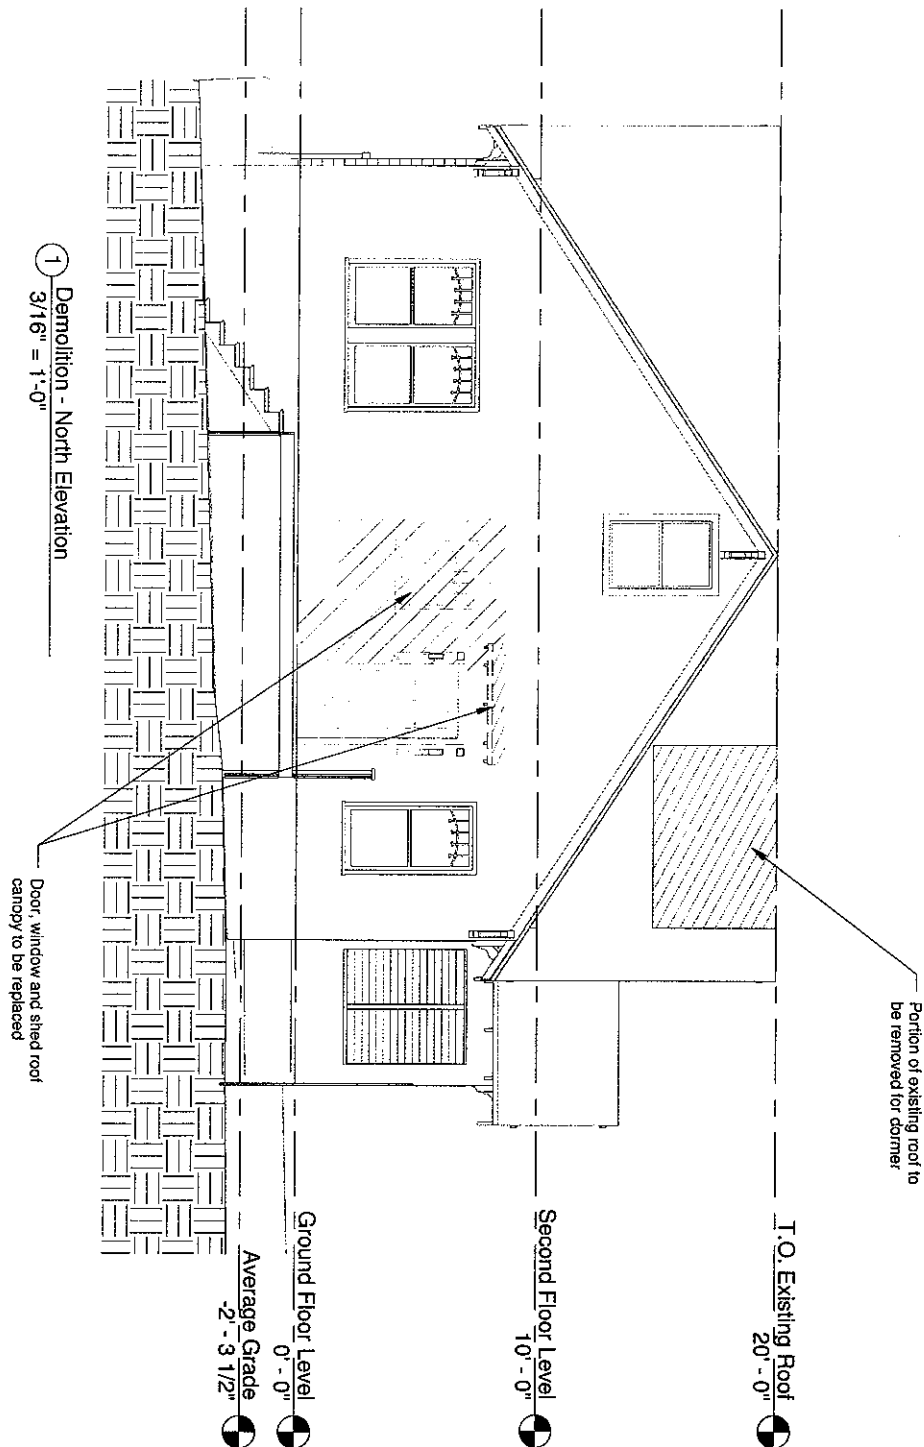 Portion of existing roof to
be removed for dormer
T.O. Existing Roof
20' - 0"
Second Floor Level
10' - 0"
Ground Floor Level
0' - 0"
Average Grade
-2' - 3 1/2"
Door, window and shed roof
canopy to be replaced
1
Demolition - North Elevation
3/16" = 1'-0"